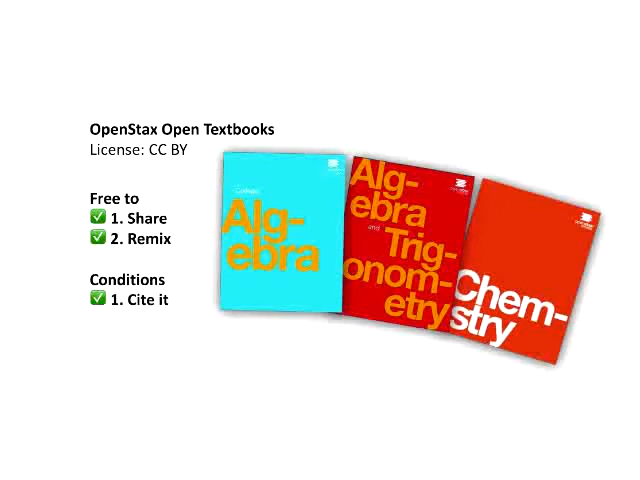 OpenStax Open Textbooks
License: CC BY
Free to
✅ 1. Share
✅ 2. Remix
Conditions
✅ 1. Cite it
College
Alg-
ebra
Alg-
ebra
and
Trig-
onom-
etry
Chem-
stry